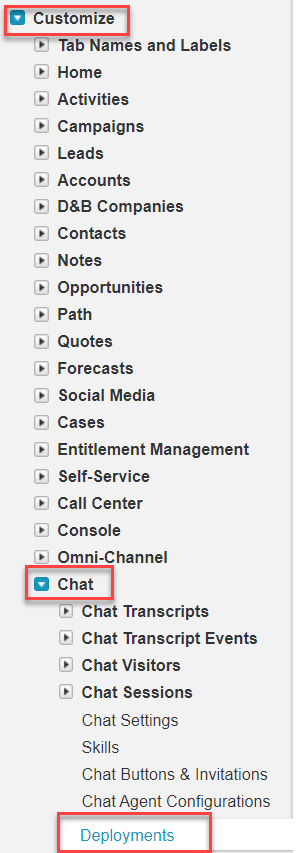 Customize
Tab Names and Labels
Home
Activities
Campaigns
Leads
Accounts
D&B Companies
Contacts
Notes
Opportunities
Path
Quotes
Forecasts
Social Media
Cases
Entitlement Management
Self-Service
Call Center
Console
Omni-Channel
Chat
Chat Transcripts
Chat Transcript Events
Chat Visitors
Chat Sessions
Chat Settings
Skills
Chat Buttons & Invitations
Chat Agent Configurations
Deployments